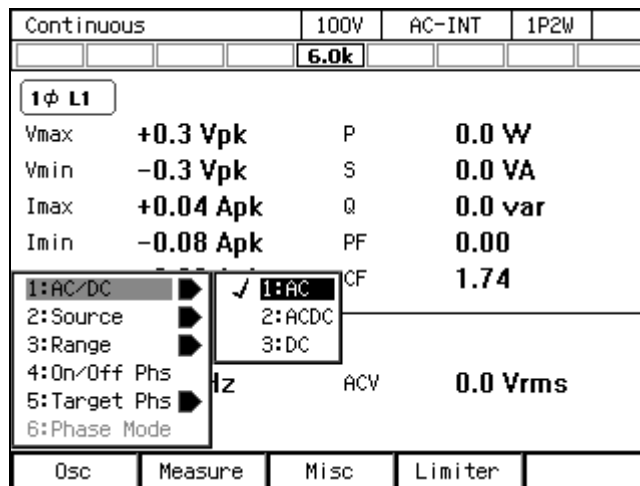 Continuous 100V AC-INT 1P2W
6.0k
1ϕ L1
Vmax +0.3 Vpk P 0.0 W
Vmin −0.3 Vpk S 0.0 VA
Imax +0.04 Apk Q 0.0 var
Imin −0.08 Apk PF 0.00
CF 1.74
1:AC/DC
2:Source
3:Range
4:On/Off Phs
5:Target Phs
6:Phase Mode
✓ 1:AC
2:ACDC
3:DC
Hz ACV 0.0 Vrms
Osc Measure Misc Limiter